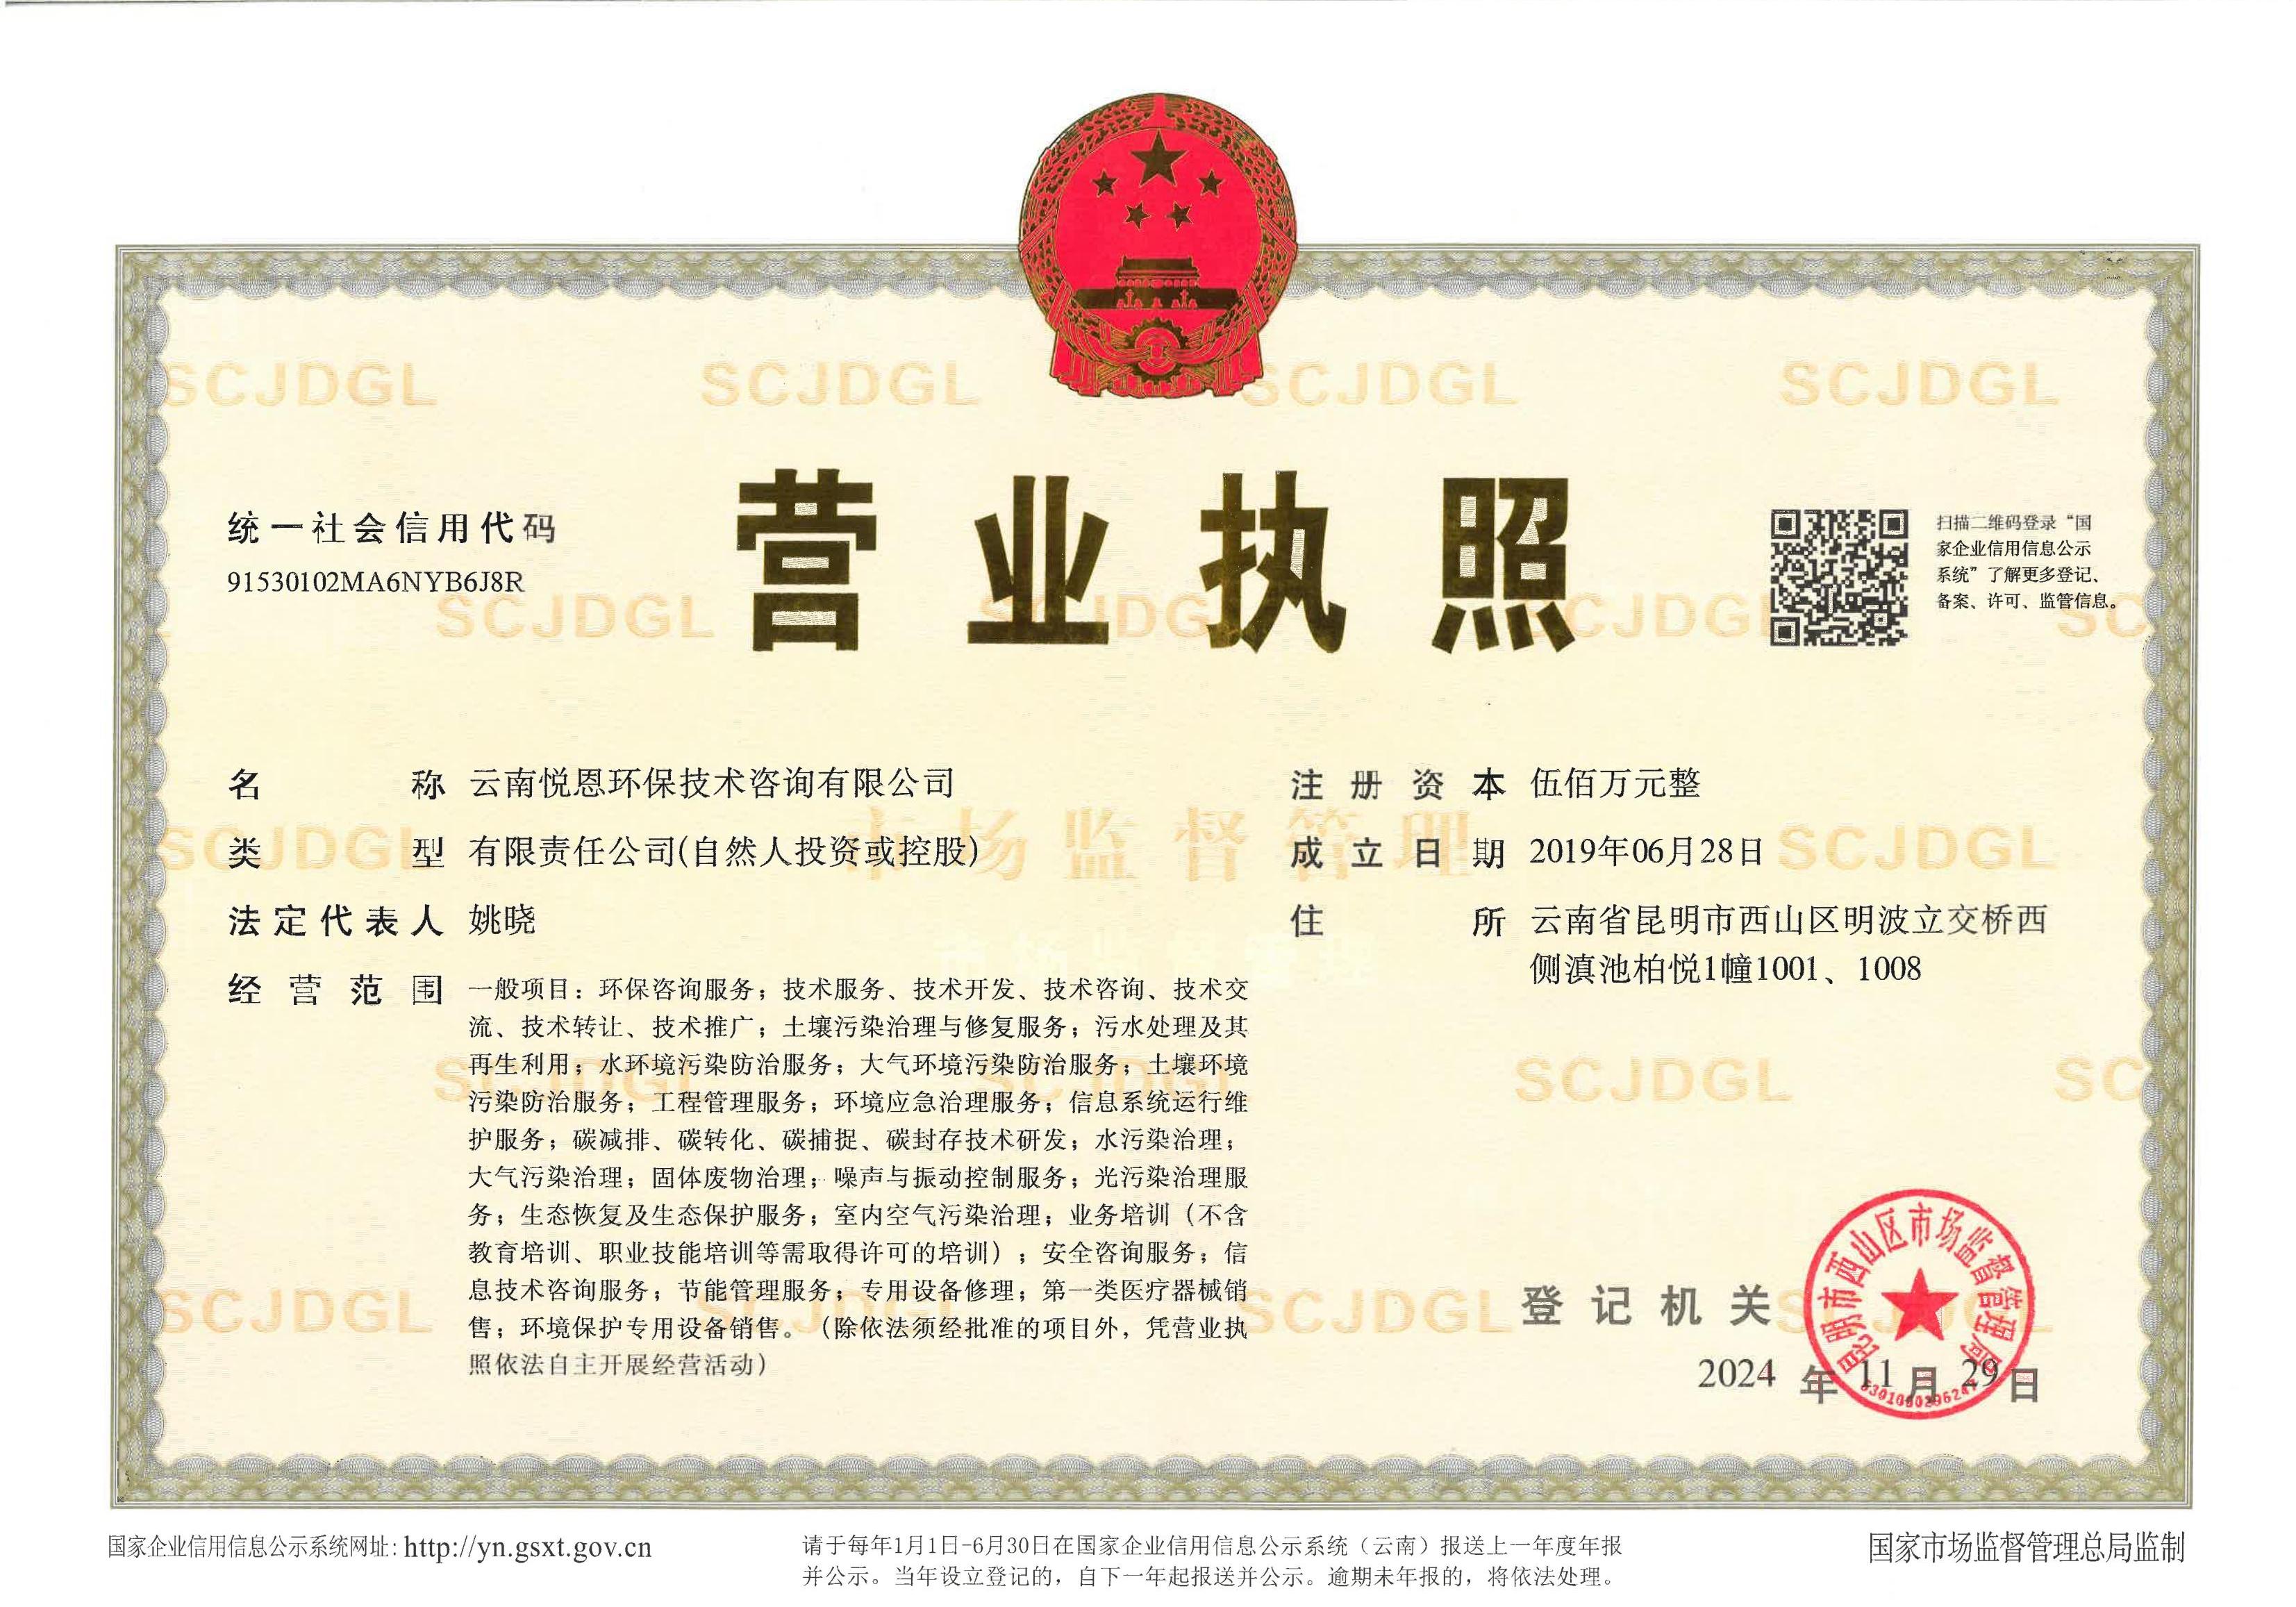 营业执照
统一社会信用代码
91530102MA6NYB6J8R
扫描二维码登录“国
家企业信用信息公示
系统”了解更多登记、
备案、许可、监管信息。
名称 云南悦恩环保技术咨询有限公司
类型 有限责任公司(自然人投资或控股)
法定代表人 姚晓
经营范围 一般项目：环保咨询服务；技术服务、技术开发、技术咨询、技术交
流、技术转让、技术推广；土壤污染治理与修复服务；污水处理及其
再生利用；水环境污染防治服务；大气环境污染防治服务；土壤环境
污染防治服务；工程管理服务；环境应急治理服务；信息系统运行维
护服务；碳减排、碳转化、碳捕捉、碳封存技术研发；水污染治理；
大气污染治理；固体废物治理；噪声与振动控制服务；光污染治理服
务；生态恢复及生态保护服务；室内空气污染治理；业务培训（不含
教育培训、职业技能培训等需取得许可的培训）；安全咨询服务；信
息技术咨询服务；节能管理服务；专用设备修理；第一类医疗器械销
售；环境保护专用设备销售。（除依法须经批准的项目外，凭营业执
照依法自主开展经营活动）
注册资本 伍佰万元整
成立日期 2019年06月28日
住所 云南省昆明市西山区明波立交桥西
侧滇池柏悦1幢1001、1008
登记机关
昆明市西山区市场监督管理局
2024 年 11 月 29 日
国家企业信用信息公示系统网址: http://yn.gsxt.gov.cn
请于每年1月1日-6月30日在国家企业信用信息公示系统（云南）报送上一年度年报
并公示。当年设立登记的，自下一年起报送并公示。逾期未年报的，将依法处理。
国家市场监督管理总局监制
SCJDGL
市场监督管理